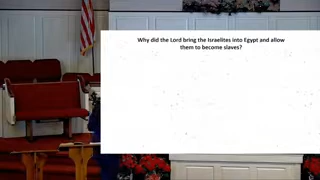 Why did the Lord bring the Israelites into Egypt and allow
them to become slaves?